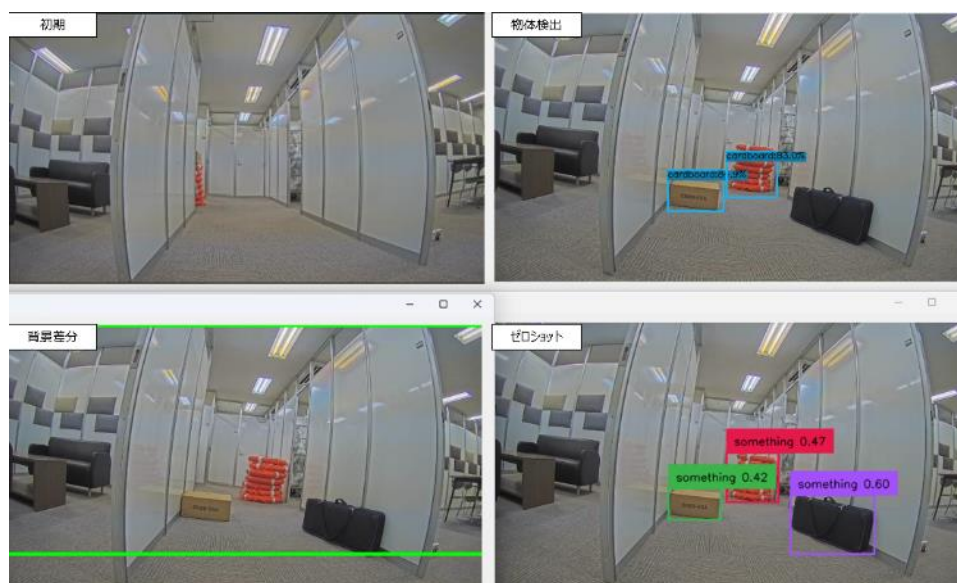 初期
物体検出
cardboard:83.0%
背景差分
ゼロショット
something 0.47
something 0.42
something 0.60